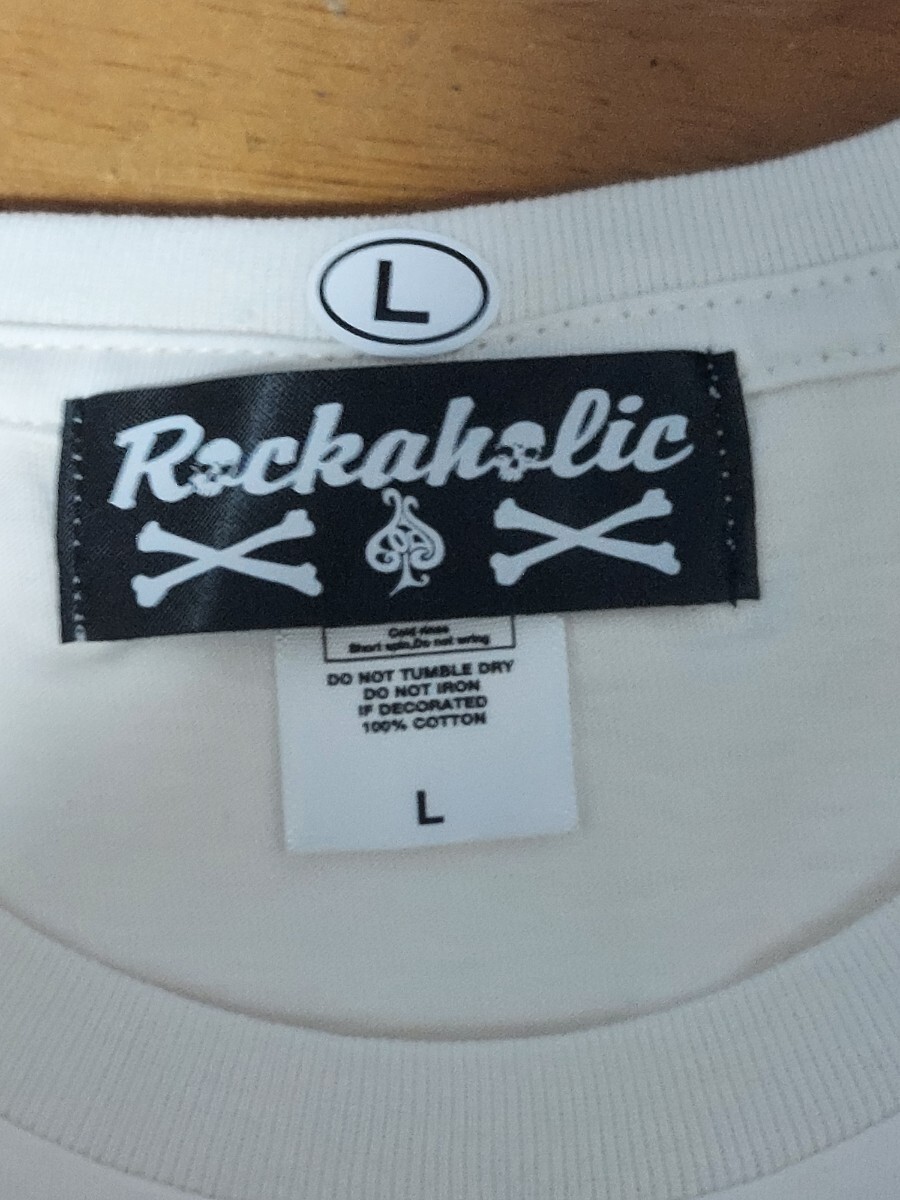 L
Rockaholic
Cold rinse
Short spin,Do not wring
DO NOT TUMBLE DRY
DO NOT IRON
IF DECORATED
100% COTTON
L